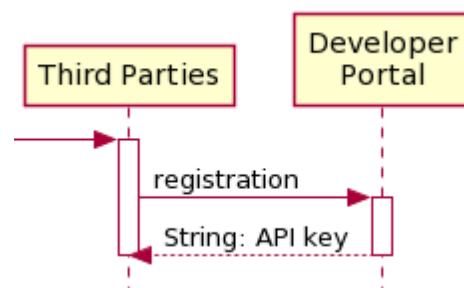 Third Parties
Developer
Portal
registration
String: API key